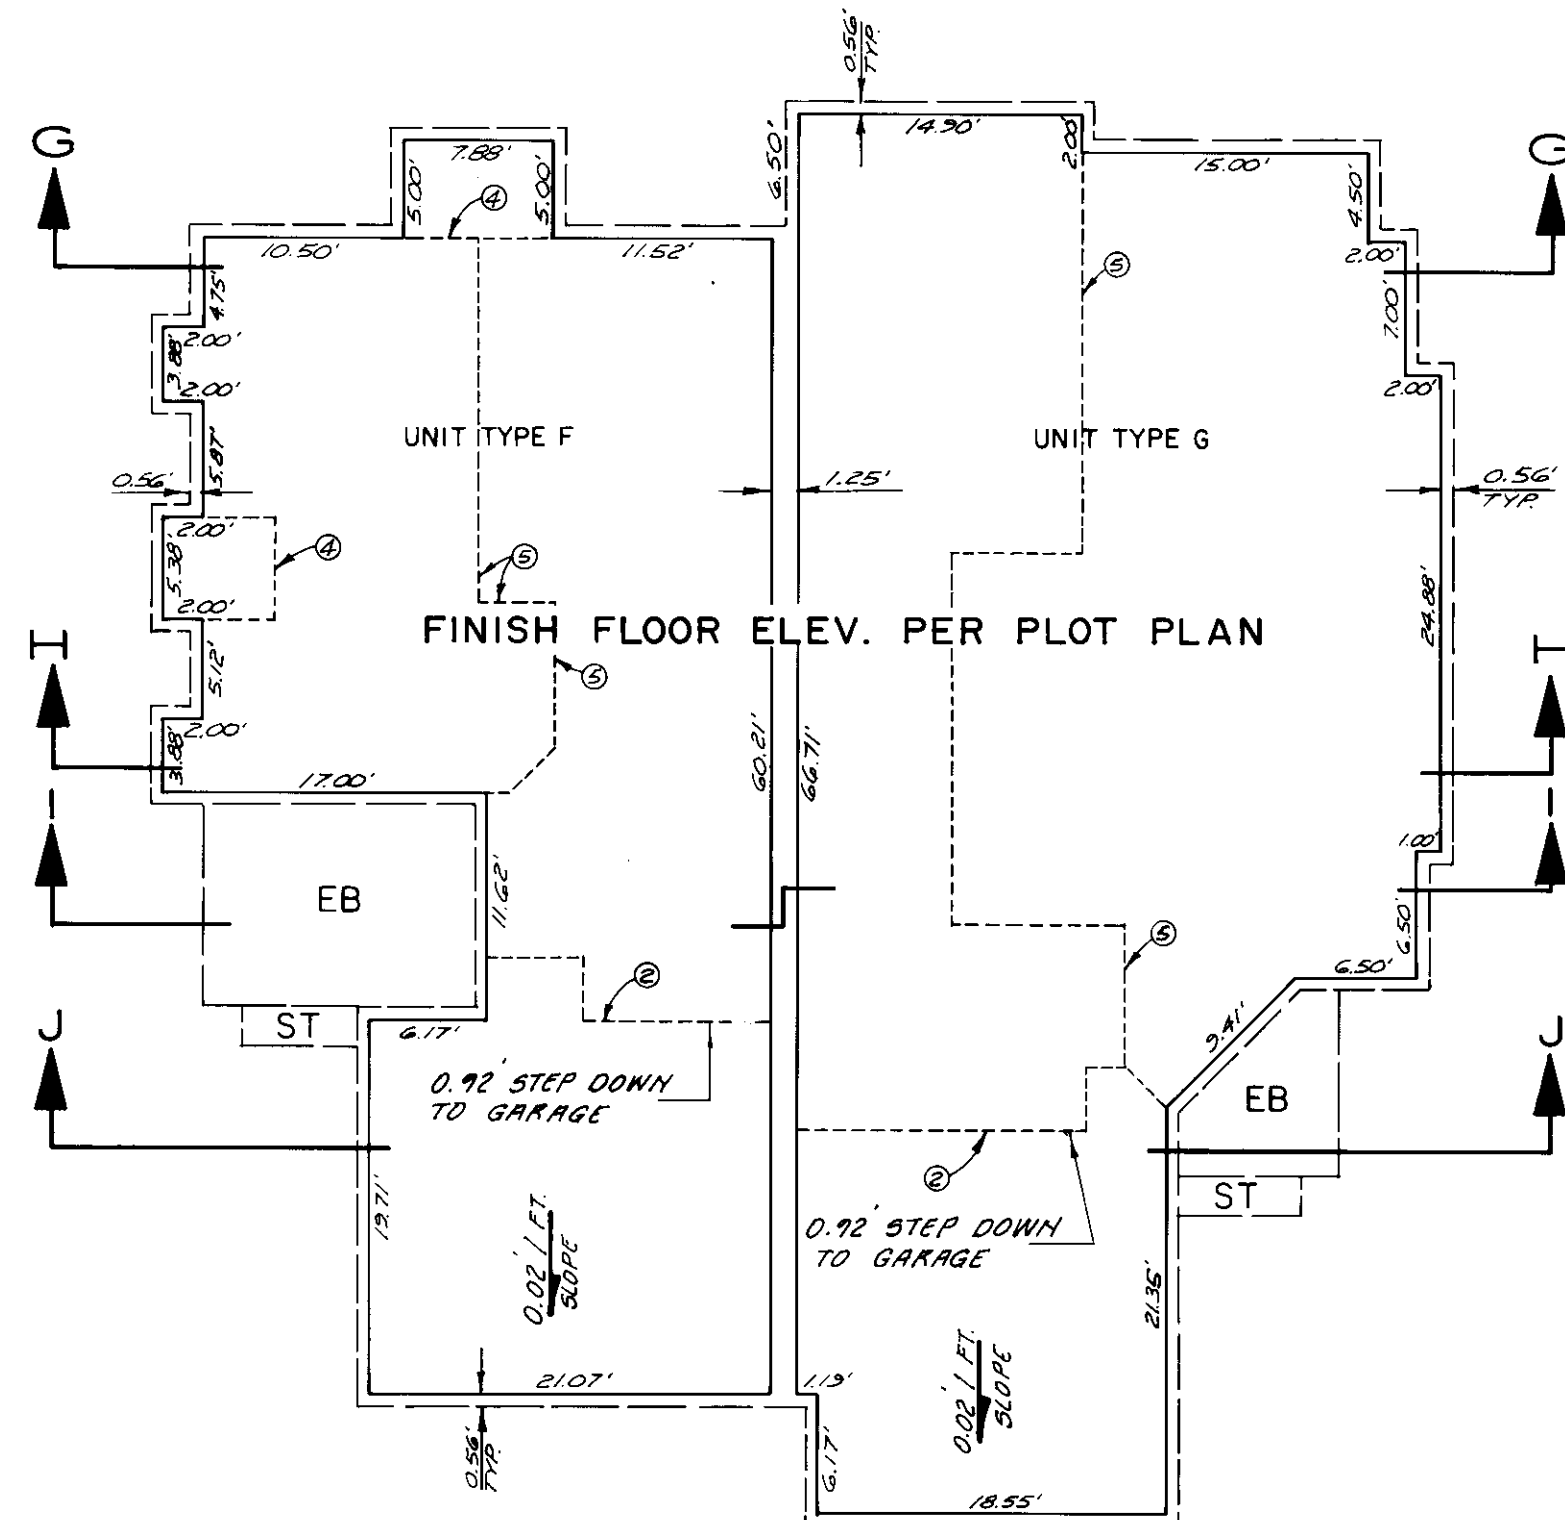 0.56'
TYP.
G
G
7.88'
14.90'
2.00'
15.00'
6.50'
5.00'
5.00'
4
4.50'
10.50'
11.52'
2.00'
5
4.75'
7.00'
2.00'
3.88'
2.00'
2.00'
UNIT TYPE F
UNIT TYPE G
5.87'
0.56'
1.25'
0.56'
TYP.
2.00'
4
5
5.38'
2.00'
24.88'
FINISH FLOOR ELEV. PER PLOT PLAN
H
5
5.12'
2.00'
3.88'
60.21'
66.71'
17.00'
I
I
1.00'
EB
11.62'
5
6.50'
6.50'
2
J
ST
6.17'
9.41'
J
0.92' STEP DOWN
TO GARAGE
EB
2
ST
19.71'
0.02'/FT.
SLOPE
0.92' STEP DOWN
TO GARAGE
21.35'
0.02'/FT.
SLOPE
21.07'
1.19'
0.56'
TYP.
6.17'
18.55'